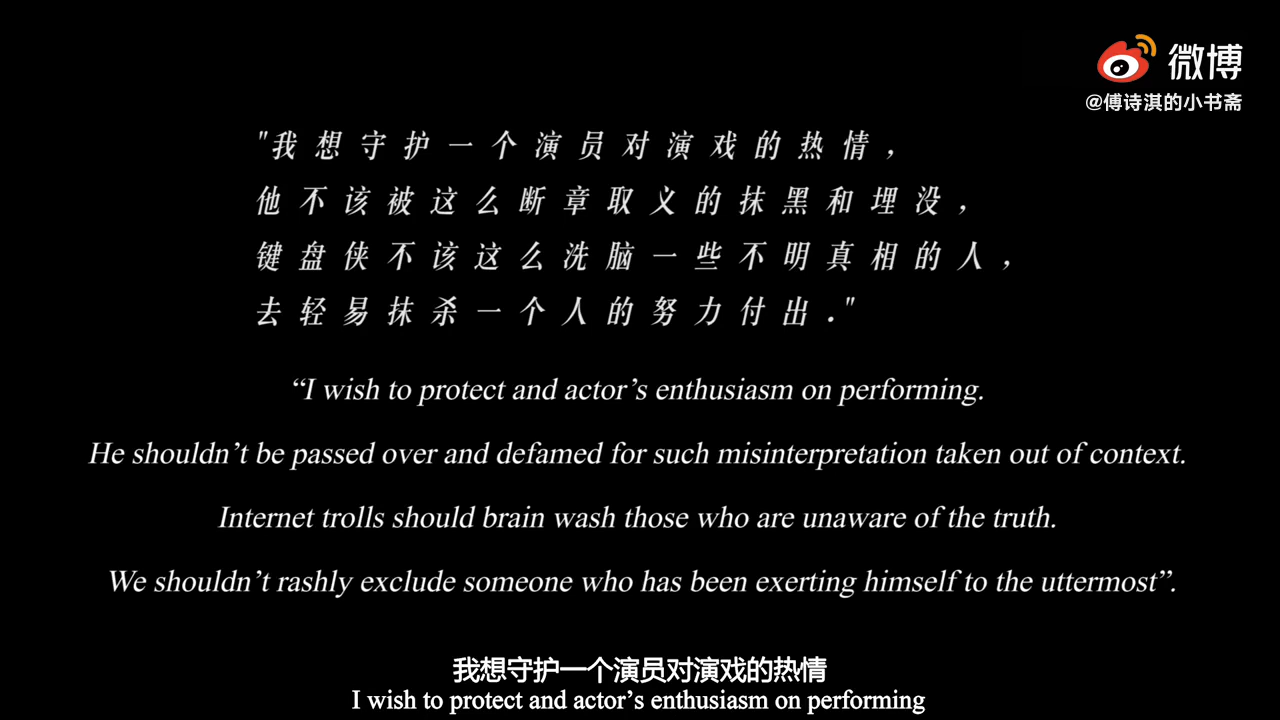 微博
@傅诗淇的小书斋
"我想守护一个演员对演戏的热情，
他不该被这么断章取义的抹黑和埋没，
键盘侠不该这么洗脑一些不明真相的人，
去轻易抹杀一个人的努力付出."
“I wish to protect and actor’s enthusiasm on performing.
He shouldn’t be passed over and defamed for such misinterpretation taken out of context.
Internet trolls should brain wash those who are unaware of the truth.
We shouldn’t rashly exclude someone who has been exerting himself to the uttermost”.
我想守护一个演员对演戏的热情
I wish to protect and actor’s enthusiasm on performing